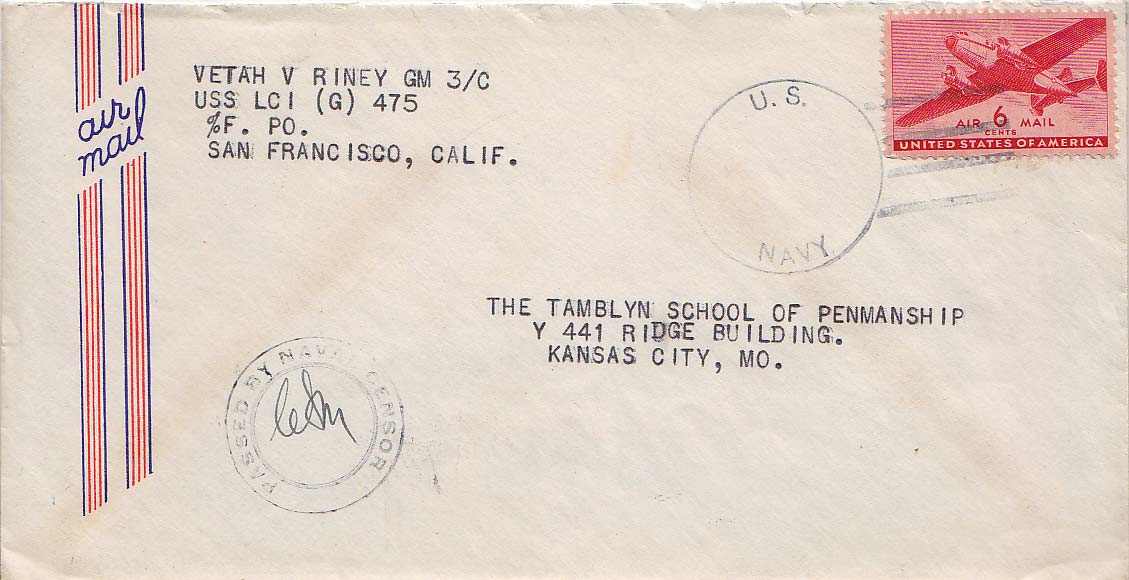 air
mail
VETAH V RINEY GM 3/C
USS LCI (G) 475
%F. PO.
SAN FRANCISCO, CALIF.
U. S.
NAVY
AIR 6 MAIL
CENTS
UNITED STATES OF AMERICA
THE TAMBLYN SCHOOL OF PENMANSHIP
Y 441 RIDGE BUILDING.
KANSAS CITY, MO.
PASSED BY NAVAL CENSOR